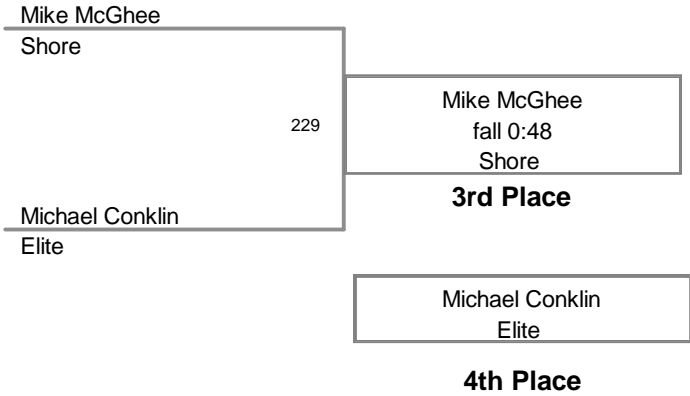 Mike McGhee
Shore
229
Mike McGhee
fall 0:48
Shore
3rd Place
Michael Conklin
Elite
Michael Conklin
Elite
4th Place